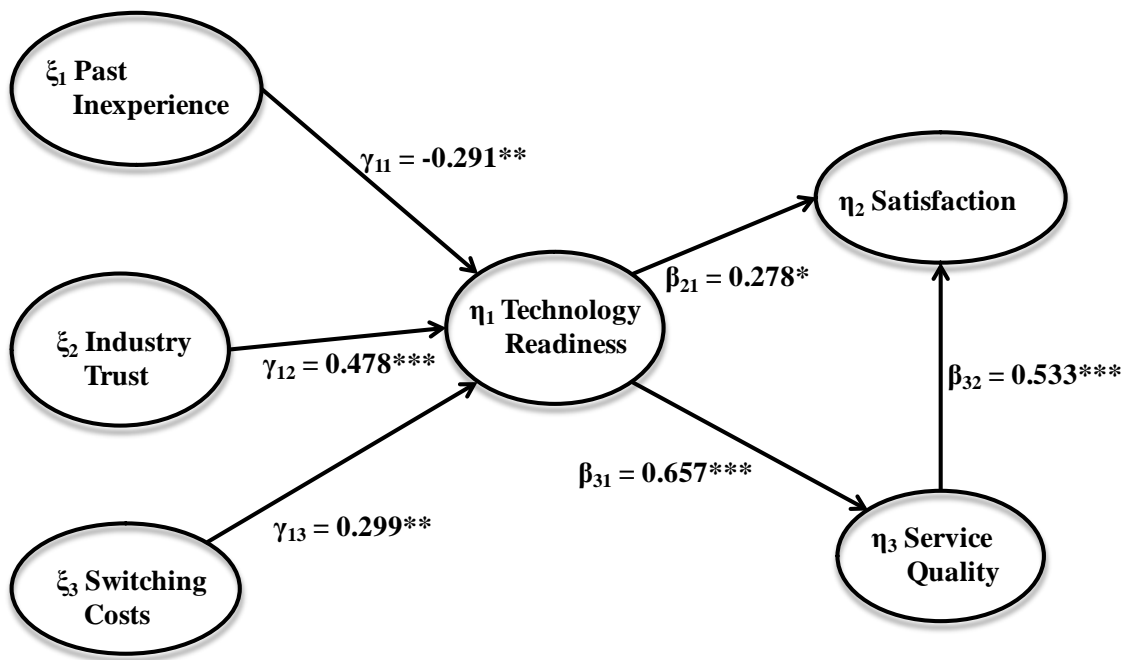 ξ1 Past
Inexperience
γ11 = -0.291**
η2 Satisfaction
β21 = 0.278*
η1 Technology
Readiness
ξ2 Industry
Trust
γ12 = 0.478***
β32 = 0.533***
β31 = 0.657***
γ13 = 0.299**
η3 Service
Quality
ξ3 Switching
Costs